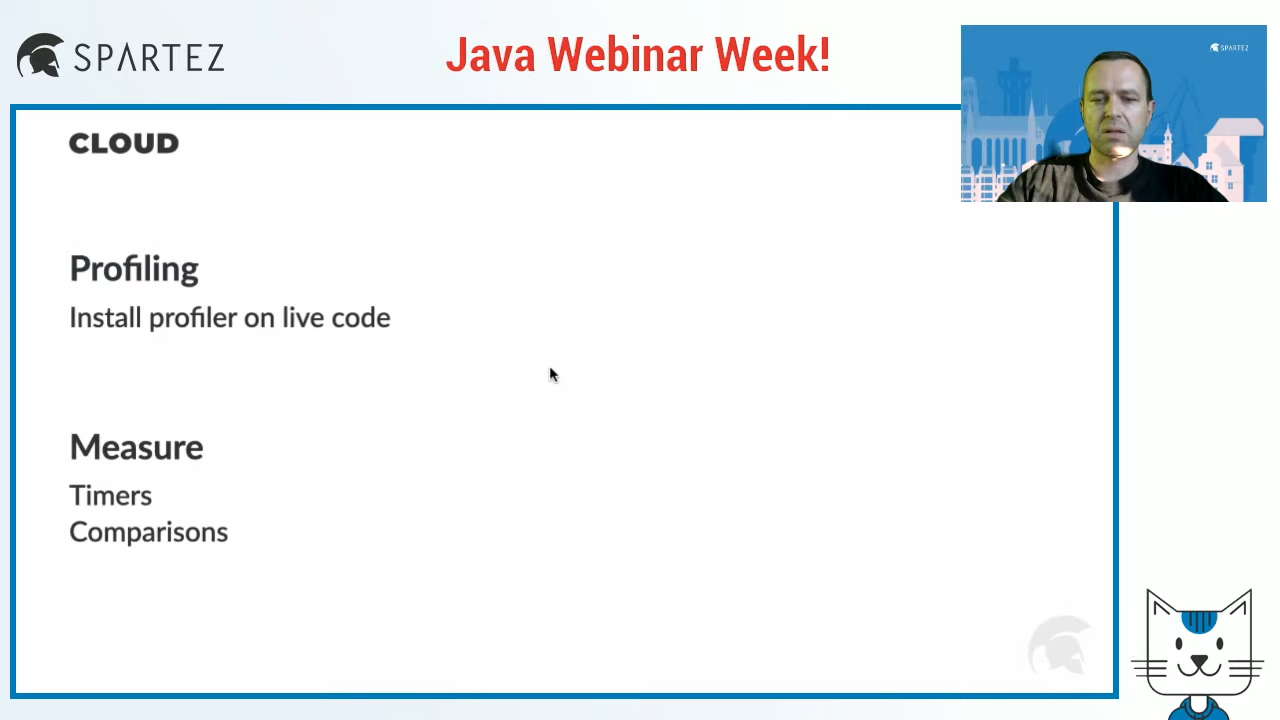 SPARTEZ
Java Webinar Week!
SPARTEZ
CLOUD
Profiling
Install profiler on live code
Measure
Timers
Comparisons